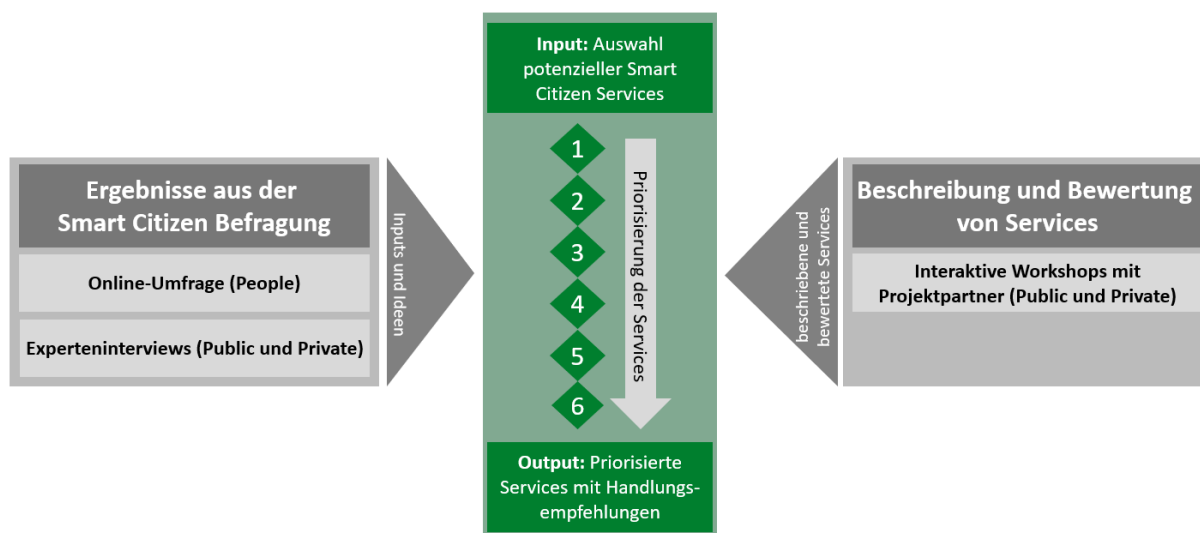 Ergebnisse aus der
Smart Citizen Befragung
Online-Umfrage (People)
Experteninterviews (Public und Private)
Inputs und Ideen
Input: Auswahl
potenzieller Smart
Citizen Services
1
2
3
4
5
6
Priorisierung der Services
Output: Priorisierte
Services mit Handlungs-
empfehlungen
beschriebene und
bewertete Services
Beschreibung und Bewertung
von Services
Interaktive Workshops mit
Projektpartner (Public und Private)